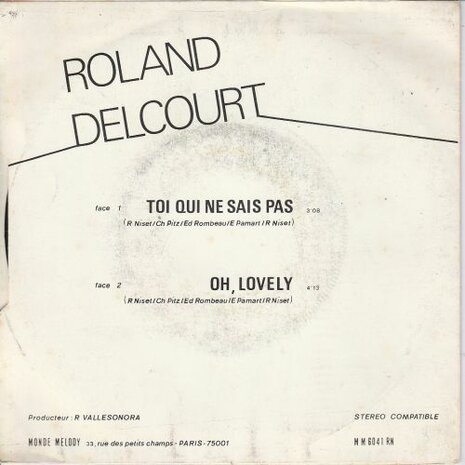 ROLAND
DELCOURT
face 1 TOI QUI NE SAIS PAS 3'08
(R Niset/Ch Pitz/Ed Rombeau/E Pamart/R Niset)
face 2 OH, LOVELY 4'13
(R Niset/Ch Pitz/Ed Rombeau/E Pamart/R Niset)
Producteur : R VALLESONORA
STEREO COMPATIBLE
MONDE MELODY 33, rue des petits champs - PARIS - 75001
M M 6041 RN